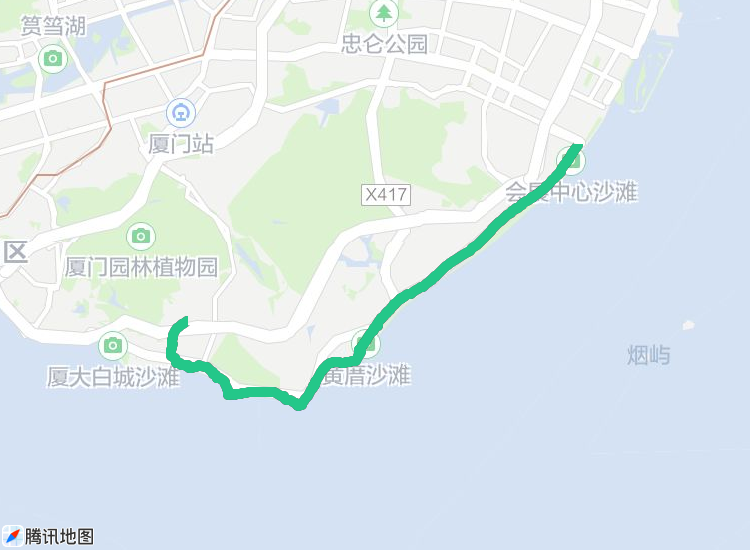 筼筜湖
忠仑公园
厦门站
X417
会展中心沙滩
区
厦门园林植物园
烟屿
厦大白城沙滩
黄厝沙滩
腾讯地图